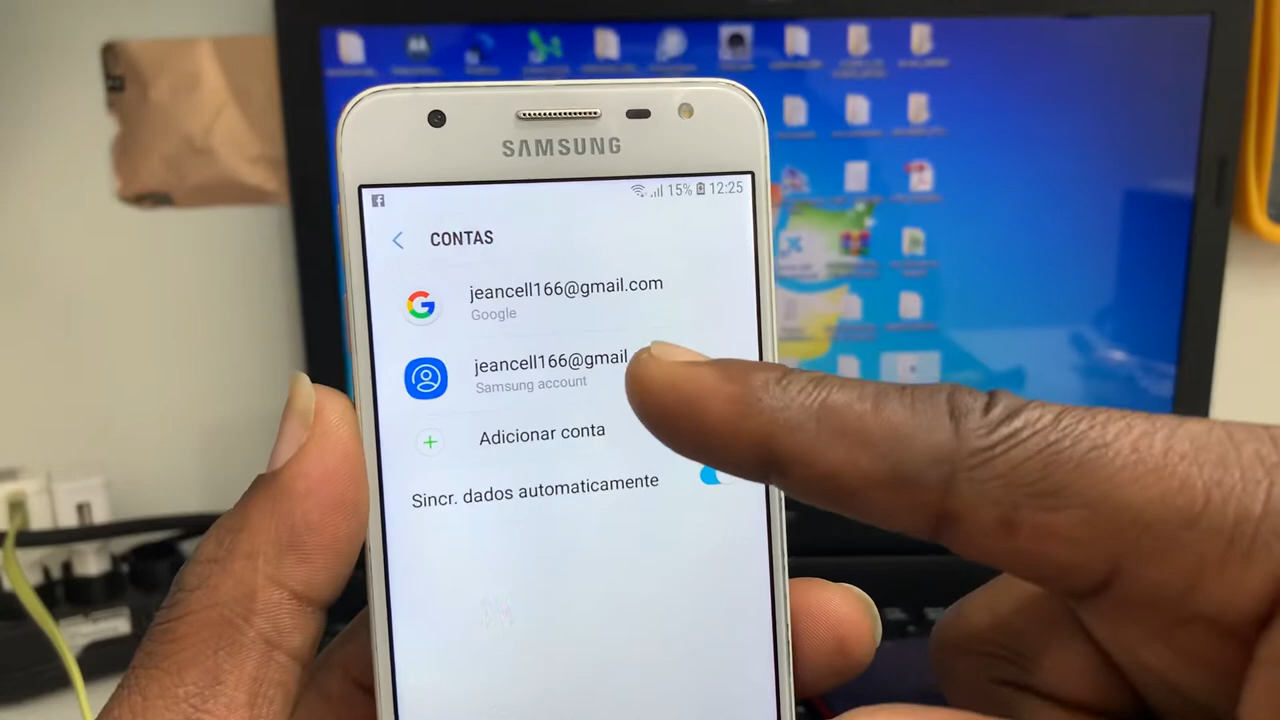 SAMSUNG
15% 12:25
CONTAS
jeancell166@gmail.com
Google
jeancell166@gmail
Samsung account
Adicionar conta
Sincr. dados automaticamente